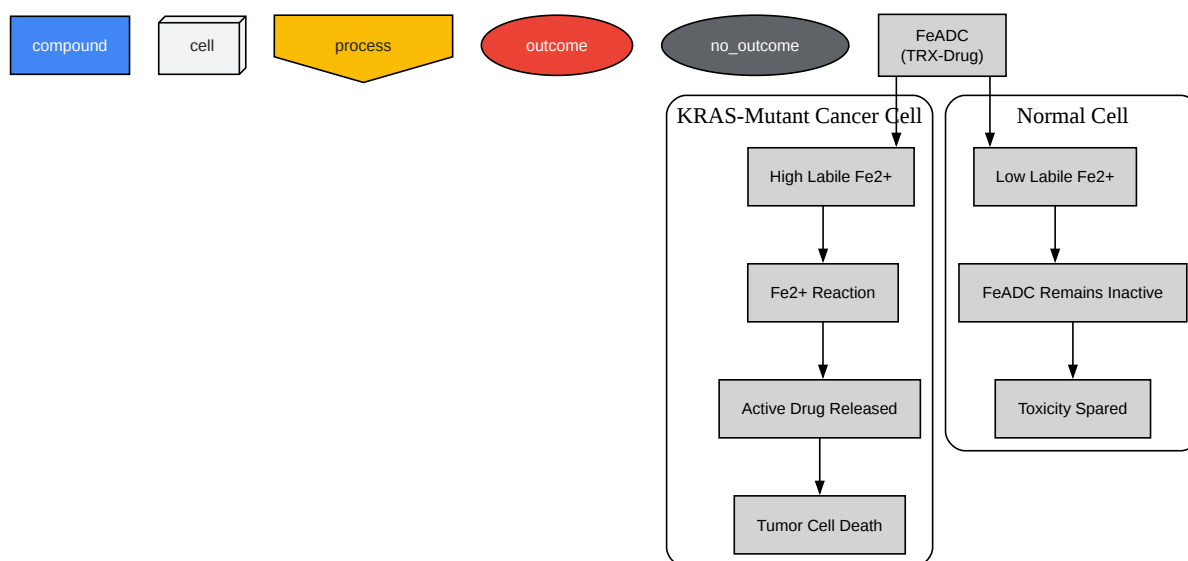 compound
cell
process
outcome
no_outcome
FeADC
(TRX-Drug)
KRAS-Mutant Cancer Cell
High Labile Fe2+
Fe2+ Reaction
Active Drug Released
Tumor Cell Death
Normal Cell
Low Labile Fe2+
FeADC Remains Inactive
Toxicity Spared